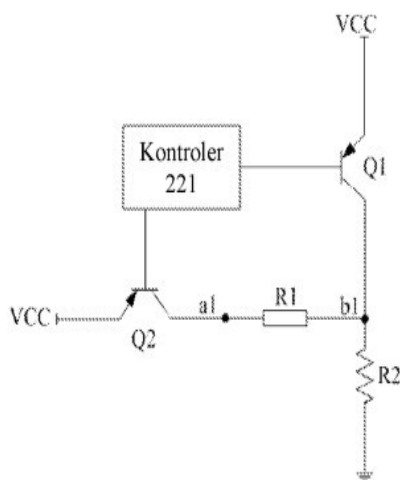 VCC
Kontroler
221
Q1
a1
R1
b1
VCC
Q2
R2